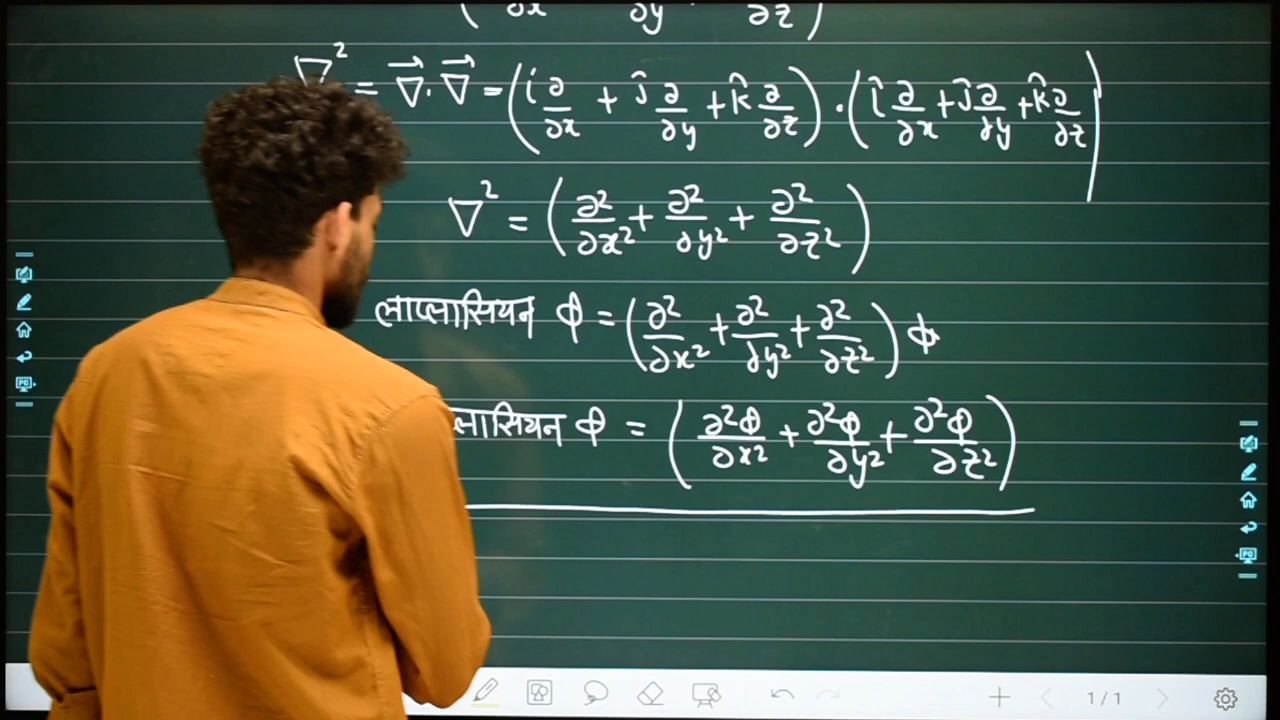 ( ∂x ∂y . ∂z )
∇² = ∇⃗.∇⃗ = (i ∂/∂x + ĵ ∂/∂y + k̂ ∂/∂z) . (î ∂/∂x + ĵ ∂/∂y + k̂ ∂/∂z)
∇² = (∂²/∂x² + ∂²/∂y² + ∂²/∂z²)
लाप्लासियन ϕ = (∂²/∂x² + ∂²/∂y² + ∂²/∂z²) ϕ
लासियन ϕ = (∂²ϕ/∂x² + ∂²ϕ/∂y² + ∂²ϕ/∂z²)
1 / 1